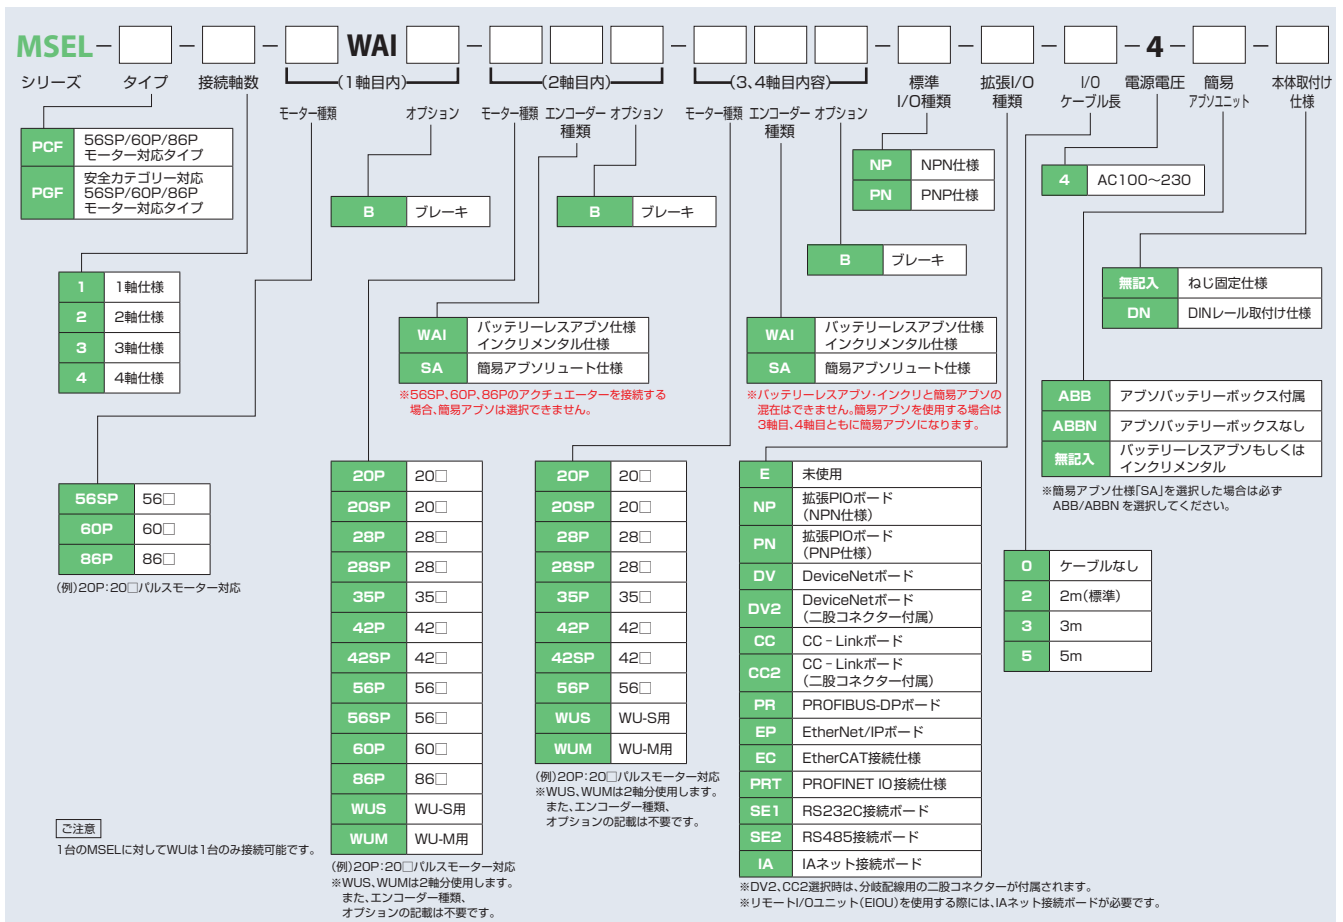 MSEL－□－□－□ WAI □－□□□－□□□－□－□－□－4－□－□
シリーズ タイプ 接続軸数 (1軸目内) (2軸目内) (3、4軸目内容) 標準 拡張I/O I/O 電源電圧 簡易 本体取付け
I/O種類 種類 ケーブル長 アブソユニット 仕様
モーター種類 オプション モーター種類 エンコーダー オプション モーター種類 エンコーダー オプション
種類 種類
PCF 56SP/60P/86P
モーター対応タイプ
PGF 安全カテゴリー対応
56SP/60P/86P
モーター対応タイプ
1 1軸仕様
2 2軸仕様
3 3軸仕様
4 4軸仕様
56SP 56□
60P 60□
86P 86□
(例)20P:20□パルスモーター対応
ご注意
1台のMSELに対してWUは1台のみ接続可能です。
B ブレーキ
B ブレーキ
WAI バッテリーレスアブソ仕様
インクリメンタル仕様
SA 簡易アブソリュート仕様
※56SP、60P、86Pのアクチュエーターを接続する
場合、簡易アブソは選択できません。
20P 20□
20SP 20□
28P 28□
28SP 28□
35P 35□
42P 42□
42SP 42□
56P 56□
56SP 56□
60P 60□
86P 86□
WUS WU-S用
WUM WU-M用
(例)20P:20□パルスモーター対応
※WUS、WUMは2軸分使用します。
また、エンコーダー種類、
オプションの記載は不要です。
20P 20□
20SP 20□
28P 28□
28SP 28□
35P 35□
42P 42□
42SP 42□
56P 56□
WUS WU-S用
WUM WU-M用
(例)20P:20□パルスモーター対応
※WUS、WUMは2軸分使用します。
また、エンコーダー種類、
オプションの記載は不要です。
NP NPN仕様
PN PNP仕様
B ブレーキ
WAI バッテリーレスアブソ仕様
インクリメンタル仕様
SA 簡易アブソリュート仕様
※バッテリーレスアブソ・インクリと簡易アブソの
混在はできません。簡易アブソを使用する場合は
3軸目、4軸目ともに簡易アブソになります。
E 未使用
NP 拡張PIOボード
(NPN仕様)
PN 拡張PIOボード
(PNP仕様)
DV DeviceNetボード
DV2 DeviceNetボード
(二股コネクター付属)
CC CC‐Linkボード
CC2 CC‐Linkボード
(二股コネクター付属)
PR PROFIBUS-DPボード
EP EtherNet/IPボード
EC EtherCAT接続仕様
PRT PROFINET IO接続仕様
SE1 RS232C接続ボード
SE2 RS485接続ボード
IA IAネット接続ボード
※DV2、CC2選択時は、分岐配線用の二股コネクターが付属されます。
※リモートI/Oユニット(EIOU)を使用する際には、IAネット接続ボードが必要です。
4 AC100～230
無記入 ねじ固定仕様
DN DINレール取付け仕様
ABB アブソバッテリーボックス付属
ABBN アブソバッテリーボックスなし
無記入 バッテリーレスアブソもしくは
インクリメンタル
※簡易アブソ仕様「SA」を選択した場合は必ず
ABB/ABBN を選択してください。
0 ケーブルなし
2 2m(標準)
3 3m
5 5m